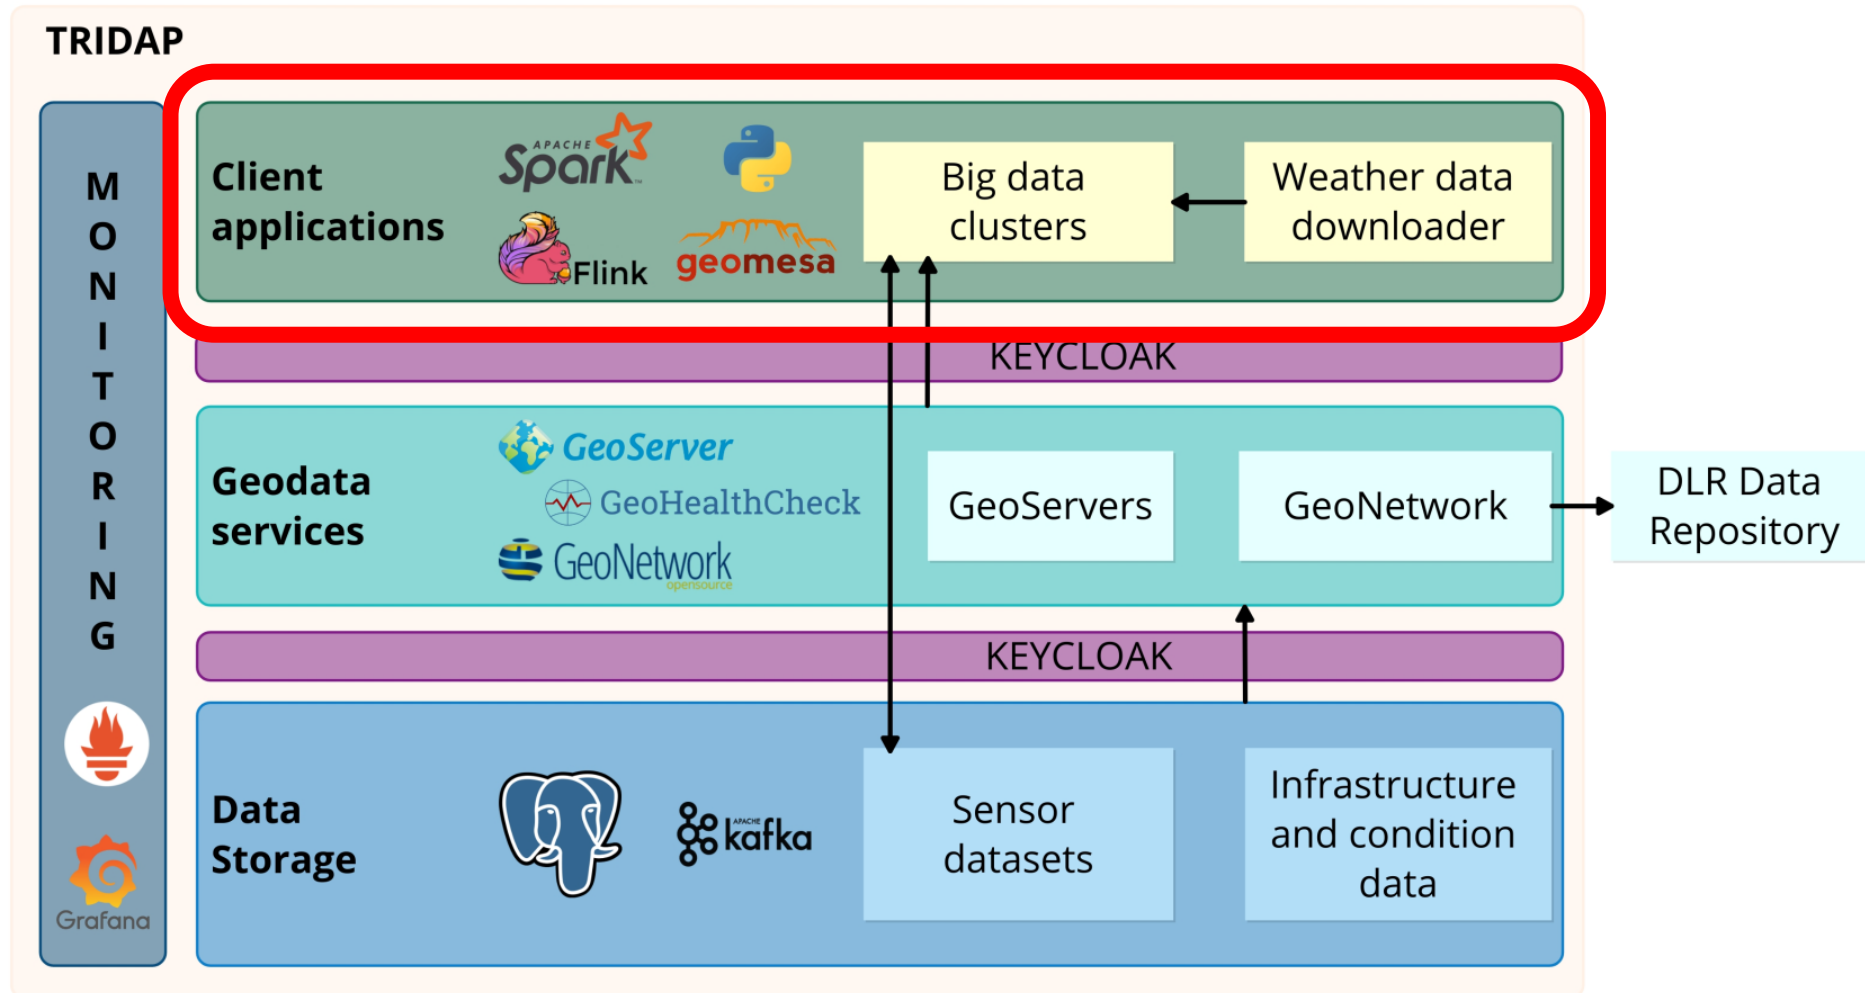 TRIDAP
M
O
N
I
T
O
R
I
N
G
Grafana
Client
applications
APACHE
Spark™
Flink
geomesa
Big data
clusters
Weather data
downloader
KEYCLOAK
Geodata
services
GeoServer
GeoHealthCheck
GeoNetwork
opensource
GeoServers
GeoNetwork
DLR Data
Repository
KEYCLOAK
Data
Storage
APACHE
kafka
Sensor
datasets
Infrastructure
and condition
data